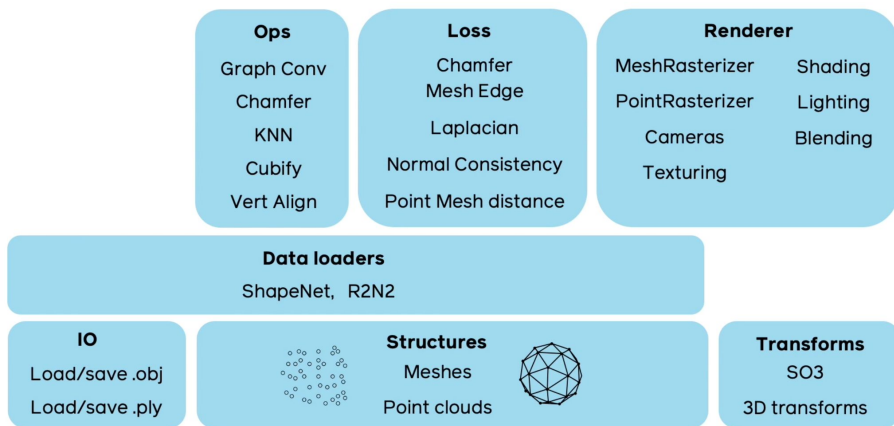 Ops
Graph Conv
Chamfer
KNN
Cubify
Vert Align
Loss
Chamfer
Mesh Edge
Laplacian
Normal Consistency
Point Mesh distance
Renderer
MeshRasterizer
PointRasterizer
Cameras
Texturing
Shading
Lighting
Blending
Data loaders
ShapeNet, R2N2
IO
Load/save .obj
Load/save .ply
Structures
Meshes
Point clouds
Transforms
SO3
3D transforms